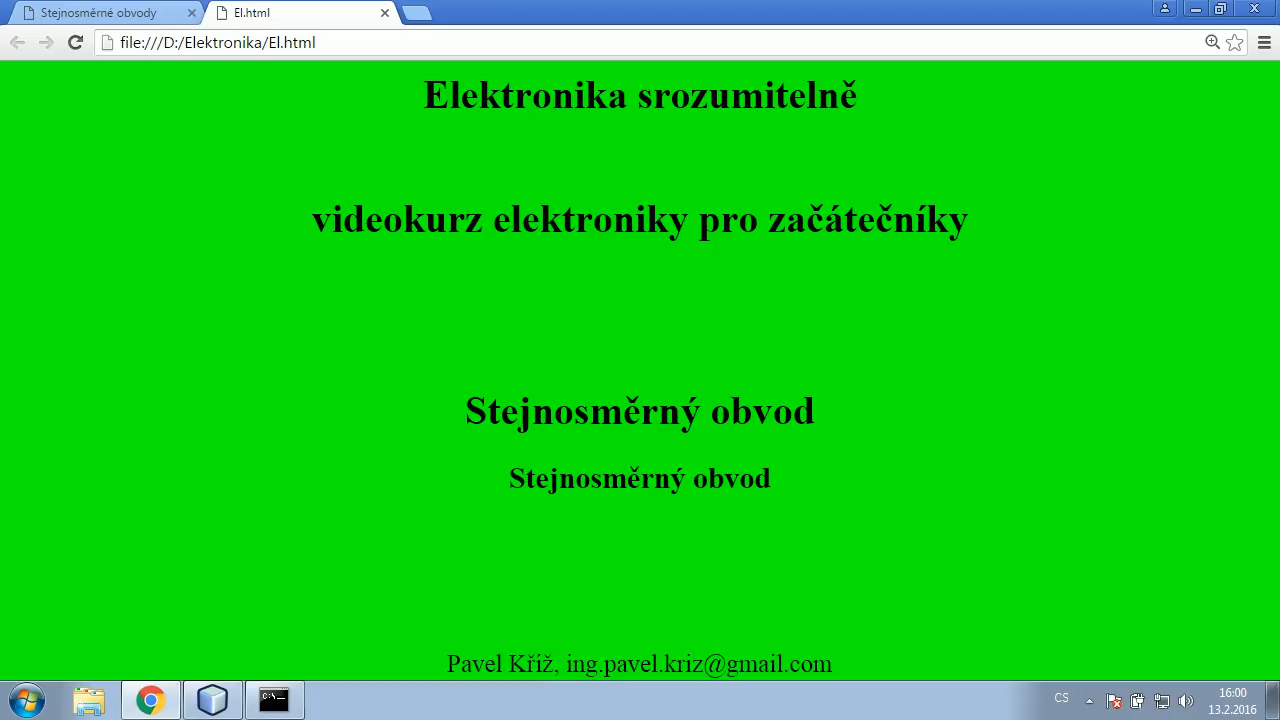 Stejnosměrné obvody
El.html
file:///D:/Elektronika/El.html
Elektronika srozumitelně
videokurz elektroniky pro začátečníky
Stejnosměrný obvod
Stejnosměrný obvod
Pavel Kříž, ing.pavel.kriz@gmail.com
C:\.
CS
16:00
13.2.2016